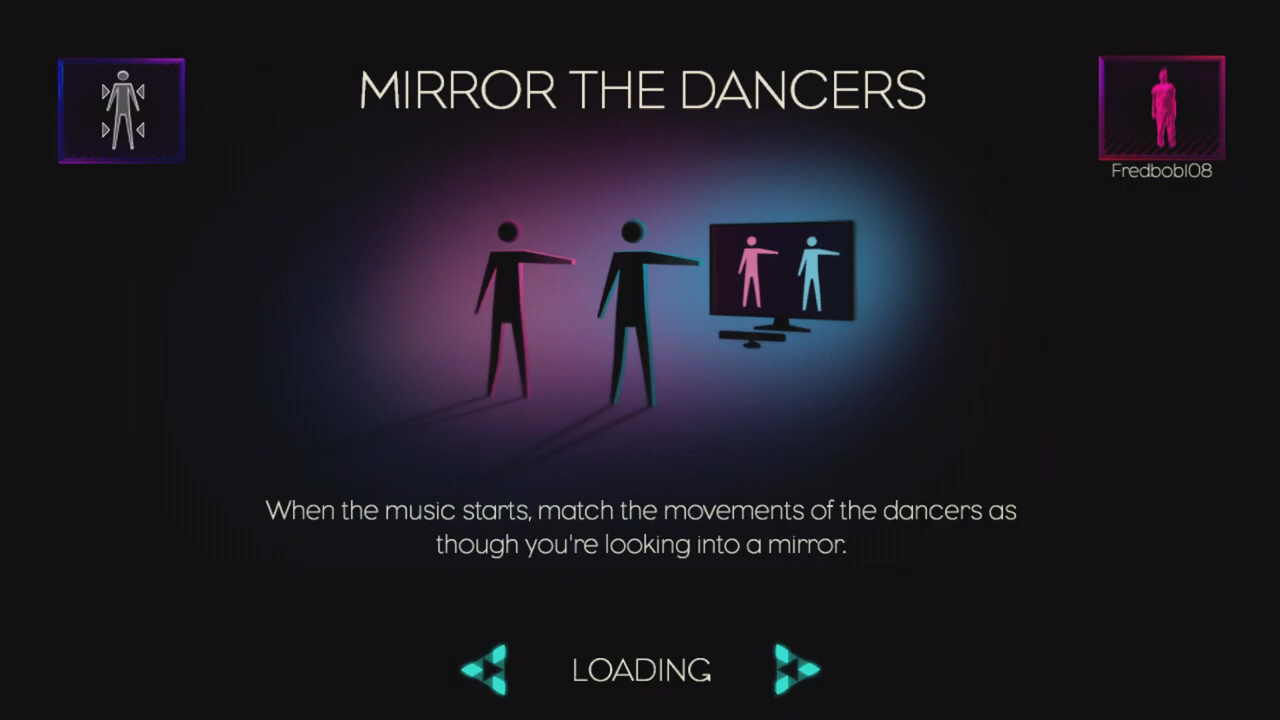 MIRROR THE DANCERS
Fredbob108
When the music starts, match the movements of the dancers as
though you're looking into a mirror.
LOADING